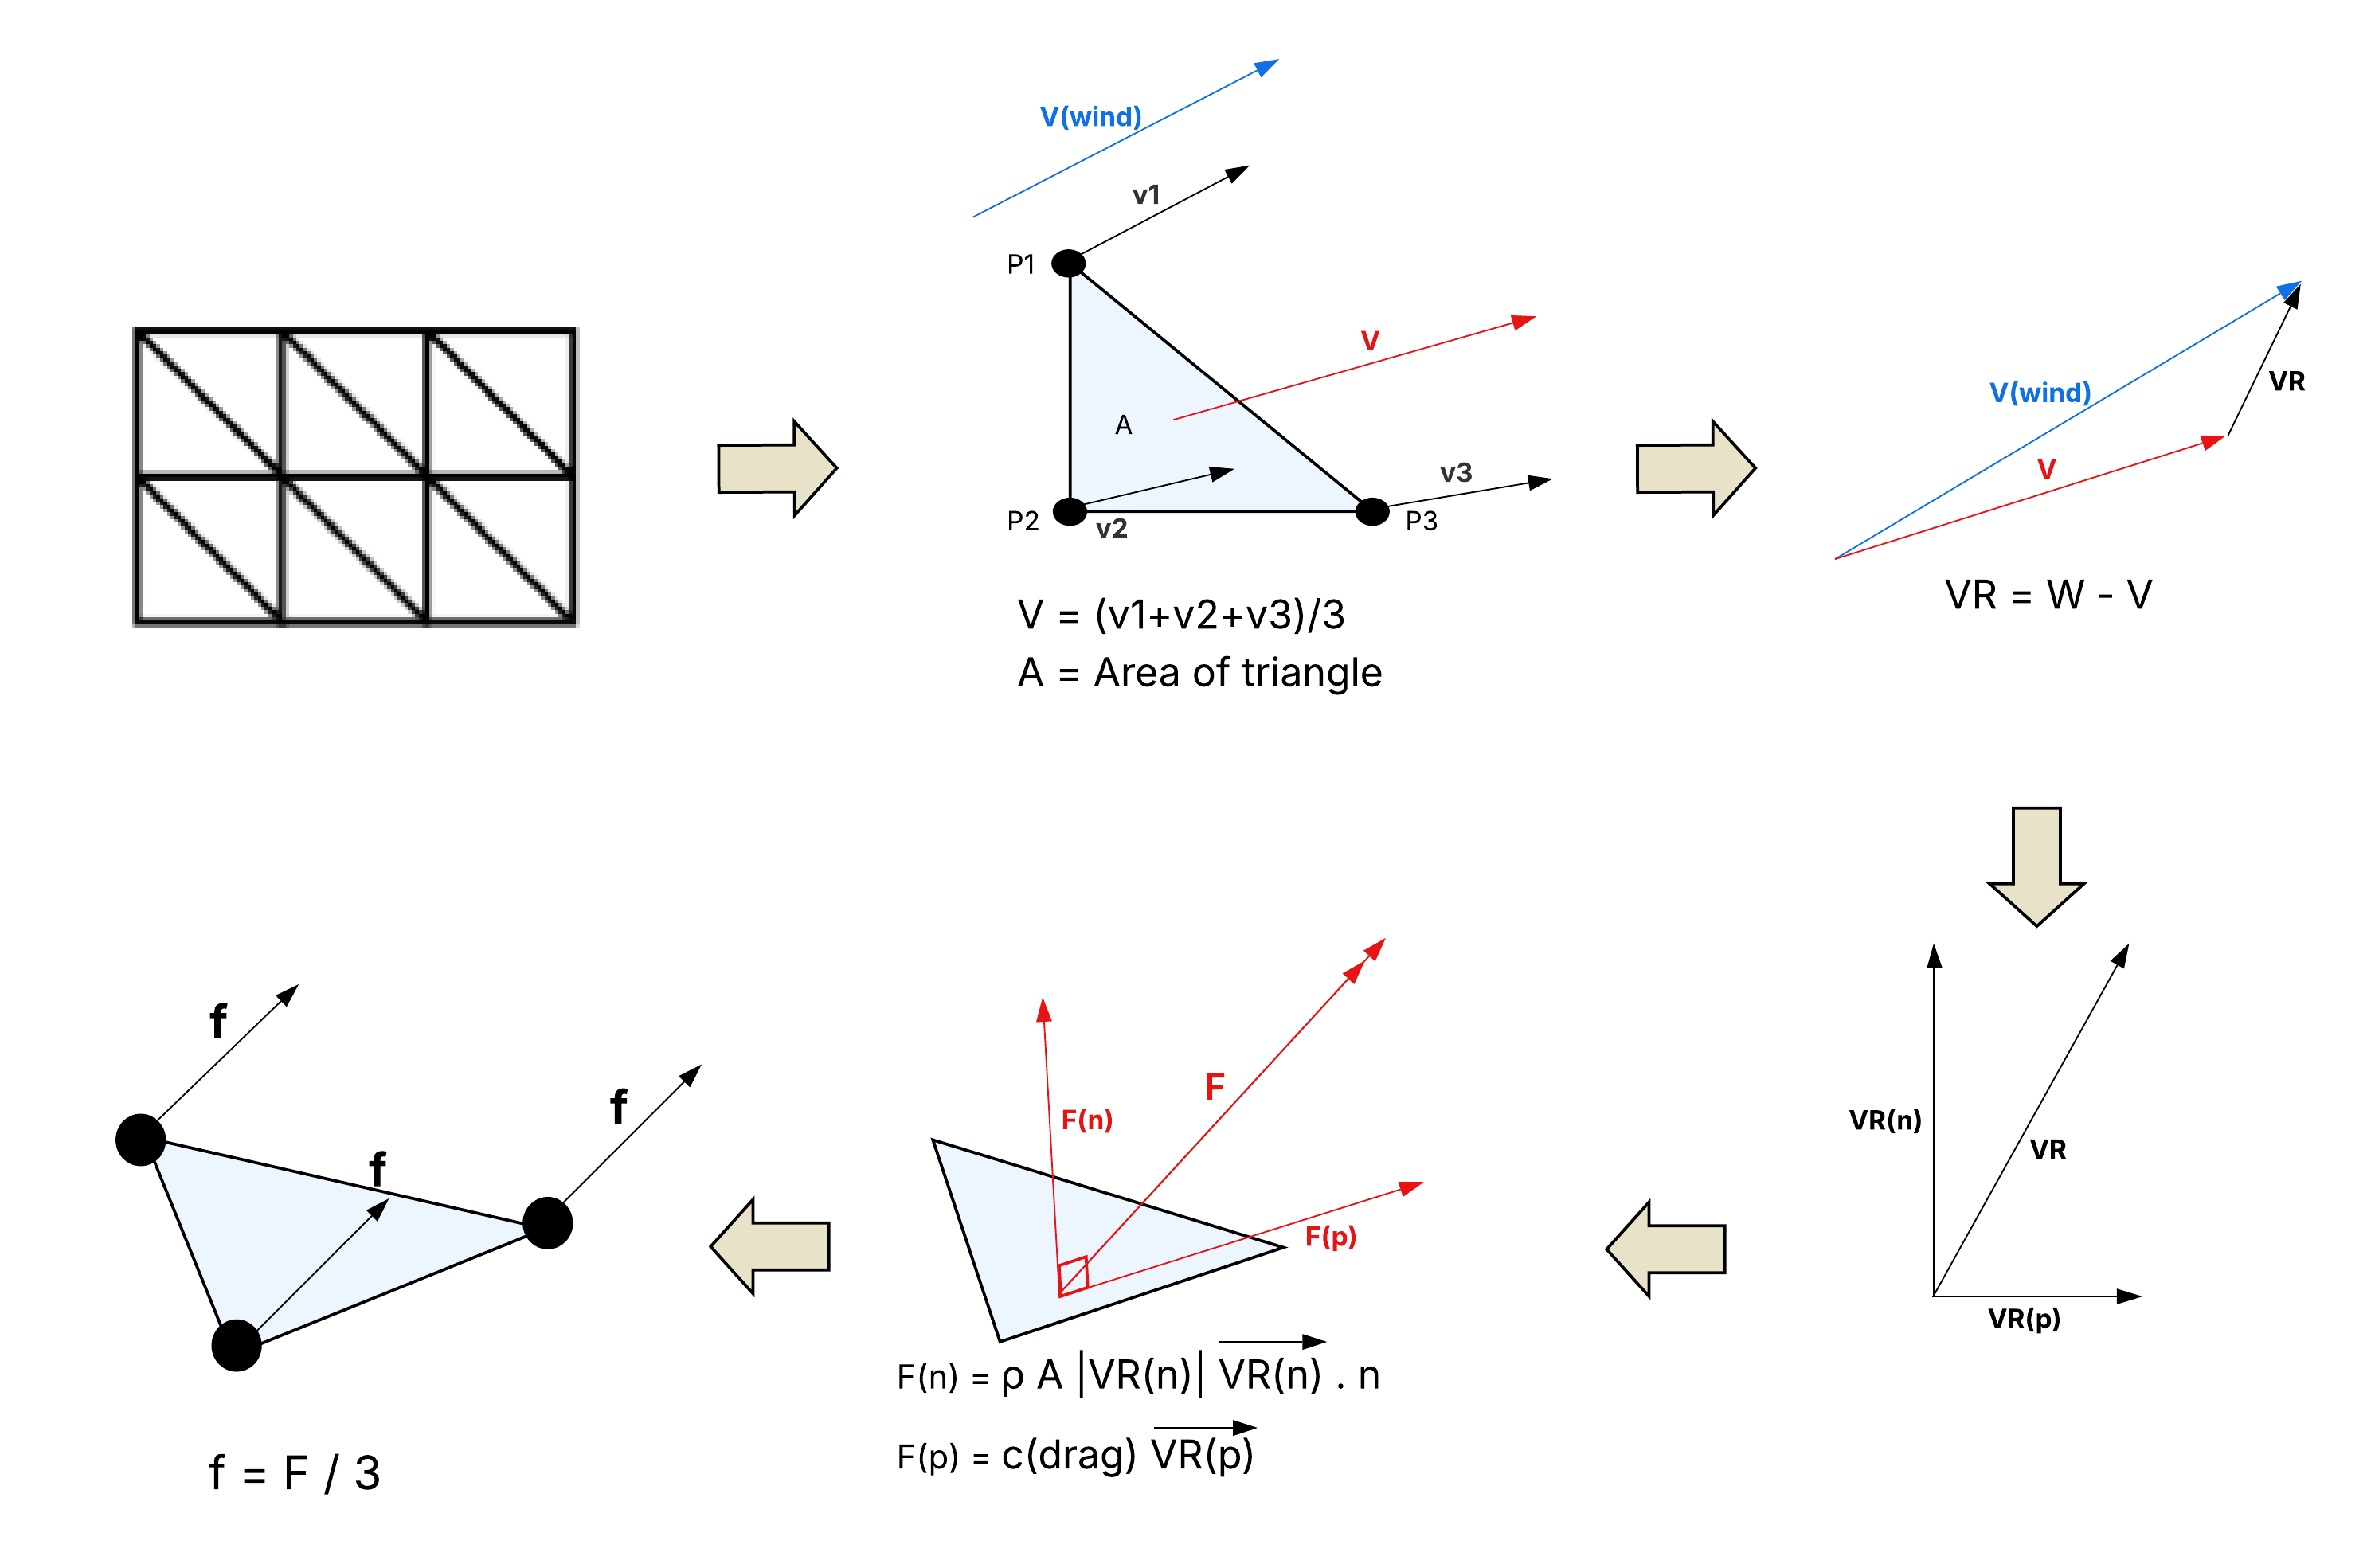 V(wind)
v1
P1
V
A
v3
P2
v2
P3
V = (v1+v2+v3)/3
A = Area of triangle
V(wind)
VR
V
VR = W - V
VR(n)
VR
VR(p)
F(n)
F
F(p)
F(n) = ρ A |VR(n)| VR(n) . n
F(p) = c(drag) VR(p)
f
f
f
f = F / 3